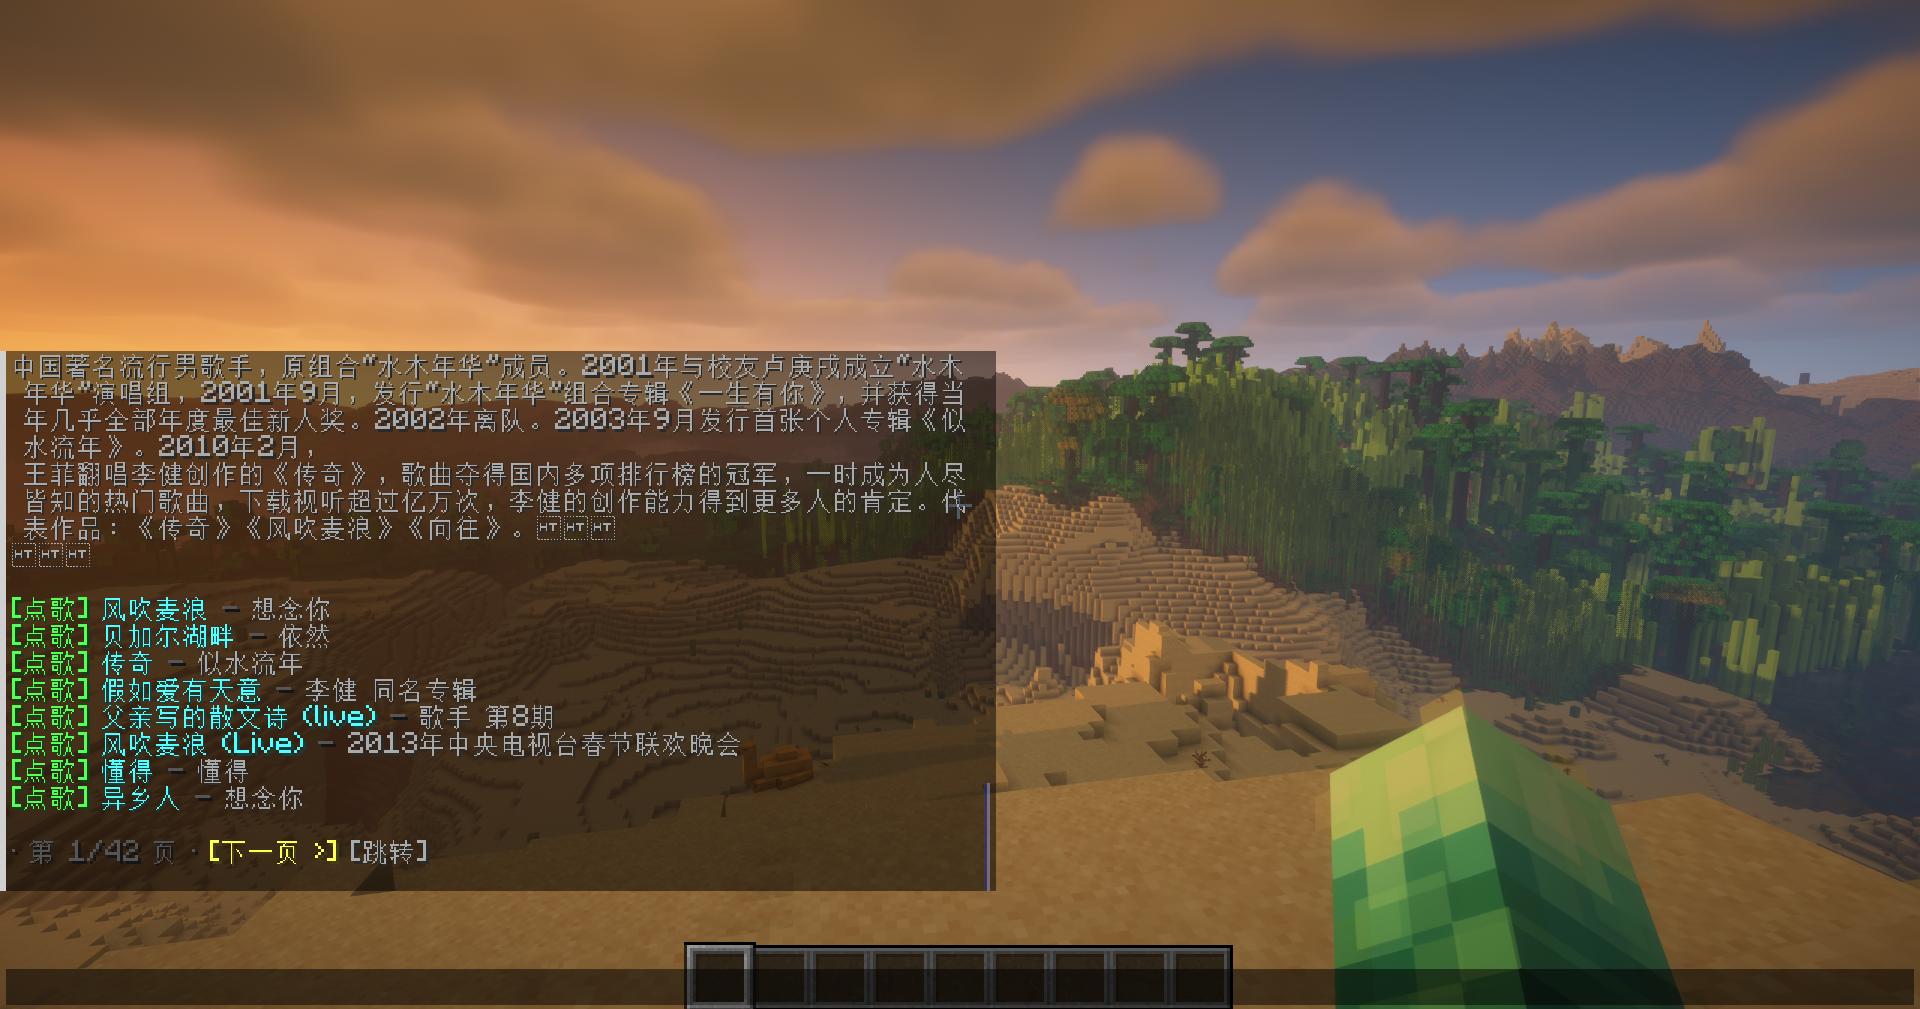 中国著名流行男歌手，原组合"水木年华"成员。2001年与校友卢庚戌成立"水木
年华"演唱组，2001年9月，发行"水木年华"组合专辑《一生有你》，并获得当
年几乎全部年度最佳新人奖。2002年离队。2003年9月发行首张个人专辑《似
水流年》。2010年2月，
王菲翻唱李健创作的《传奇》，歌曲夺得国内多项排行榜的冠军，一时成为人尽
皆知的热门歌曲，下载视听超过亿万次，李健的创作能力得到更多人的肯定。代
表作品：《传奇》《风吹麦浪》《向往》。HT HT HT
HT HT HT
[点歌] 风吹麦浪 - 想念你
[点歌] 贝加尔湖畔 - 依然
[点歌] 传奇 - 似水流年
[点歌] 假如爱有天意 - 李健 同名专辑
[点歌] 父亲写的散文诗 (live) - 歌手 第8期
[点歌] 风吹麦浪 (Live) - 2013年中央电视台春节联欢晚会
[点歌] 懂得 - 懂得
[点歌] 异乡人 - 想念你
· 第 1/42 页 · [下一页 >] [跳转]